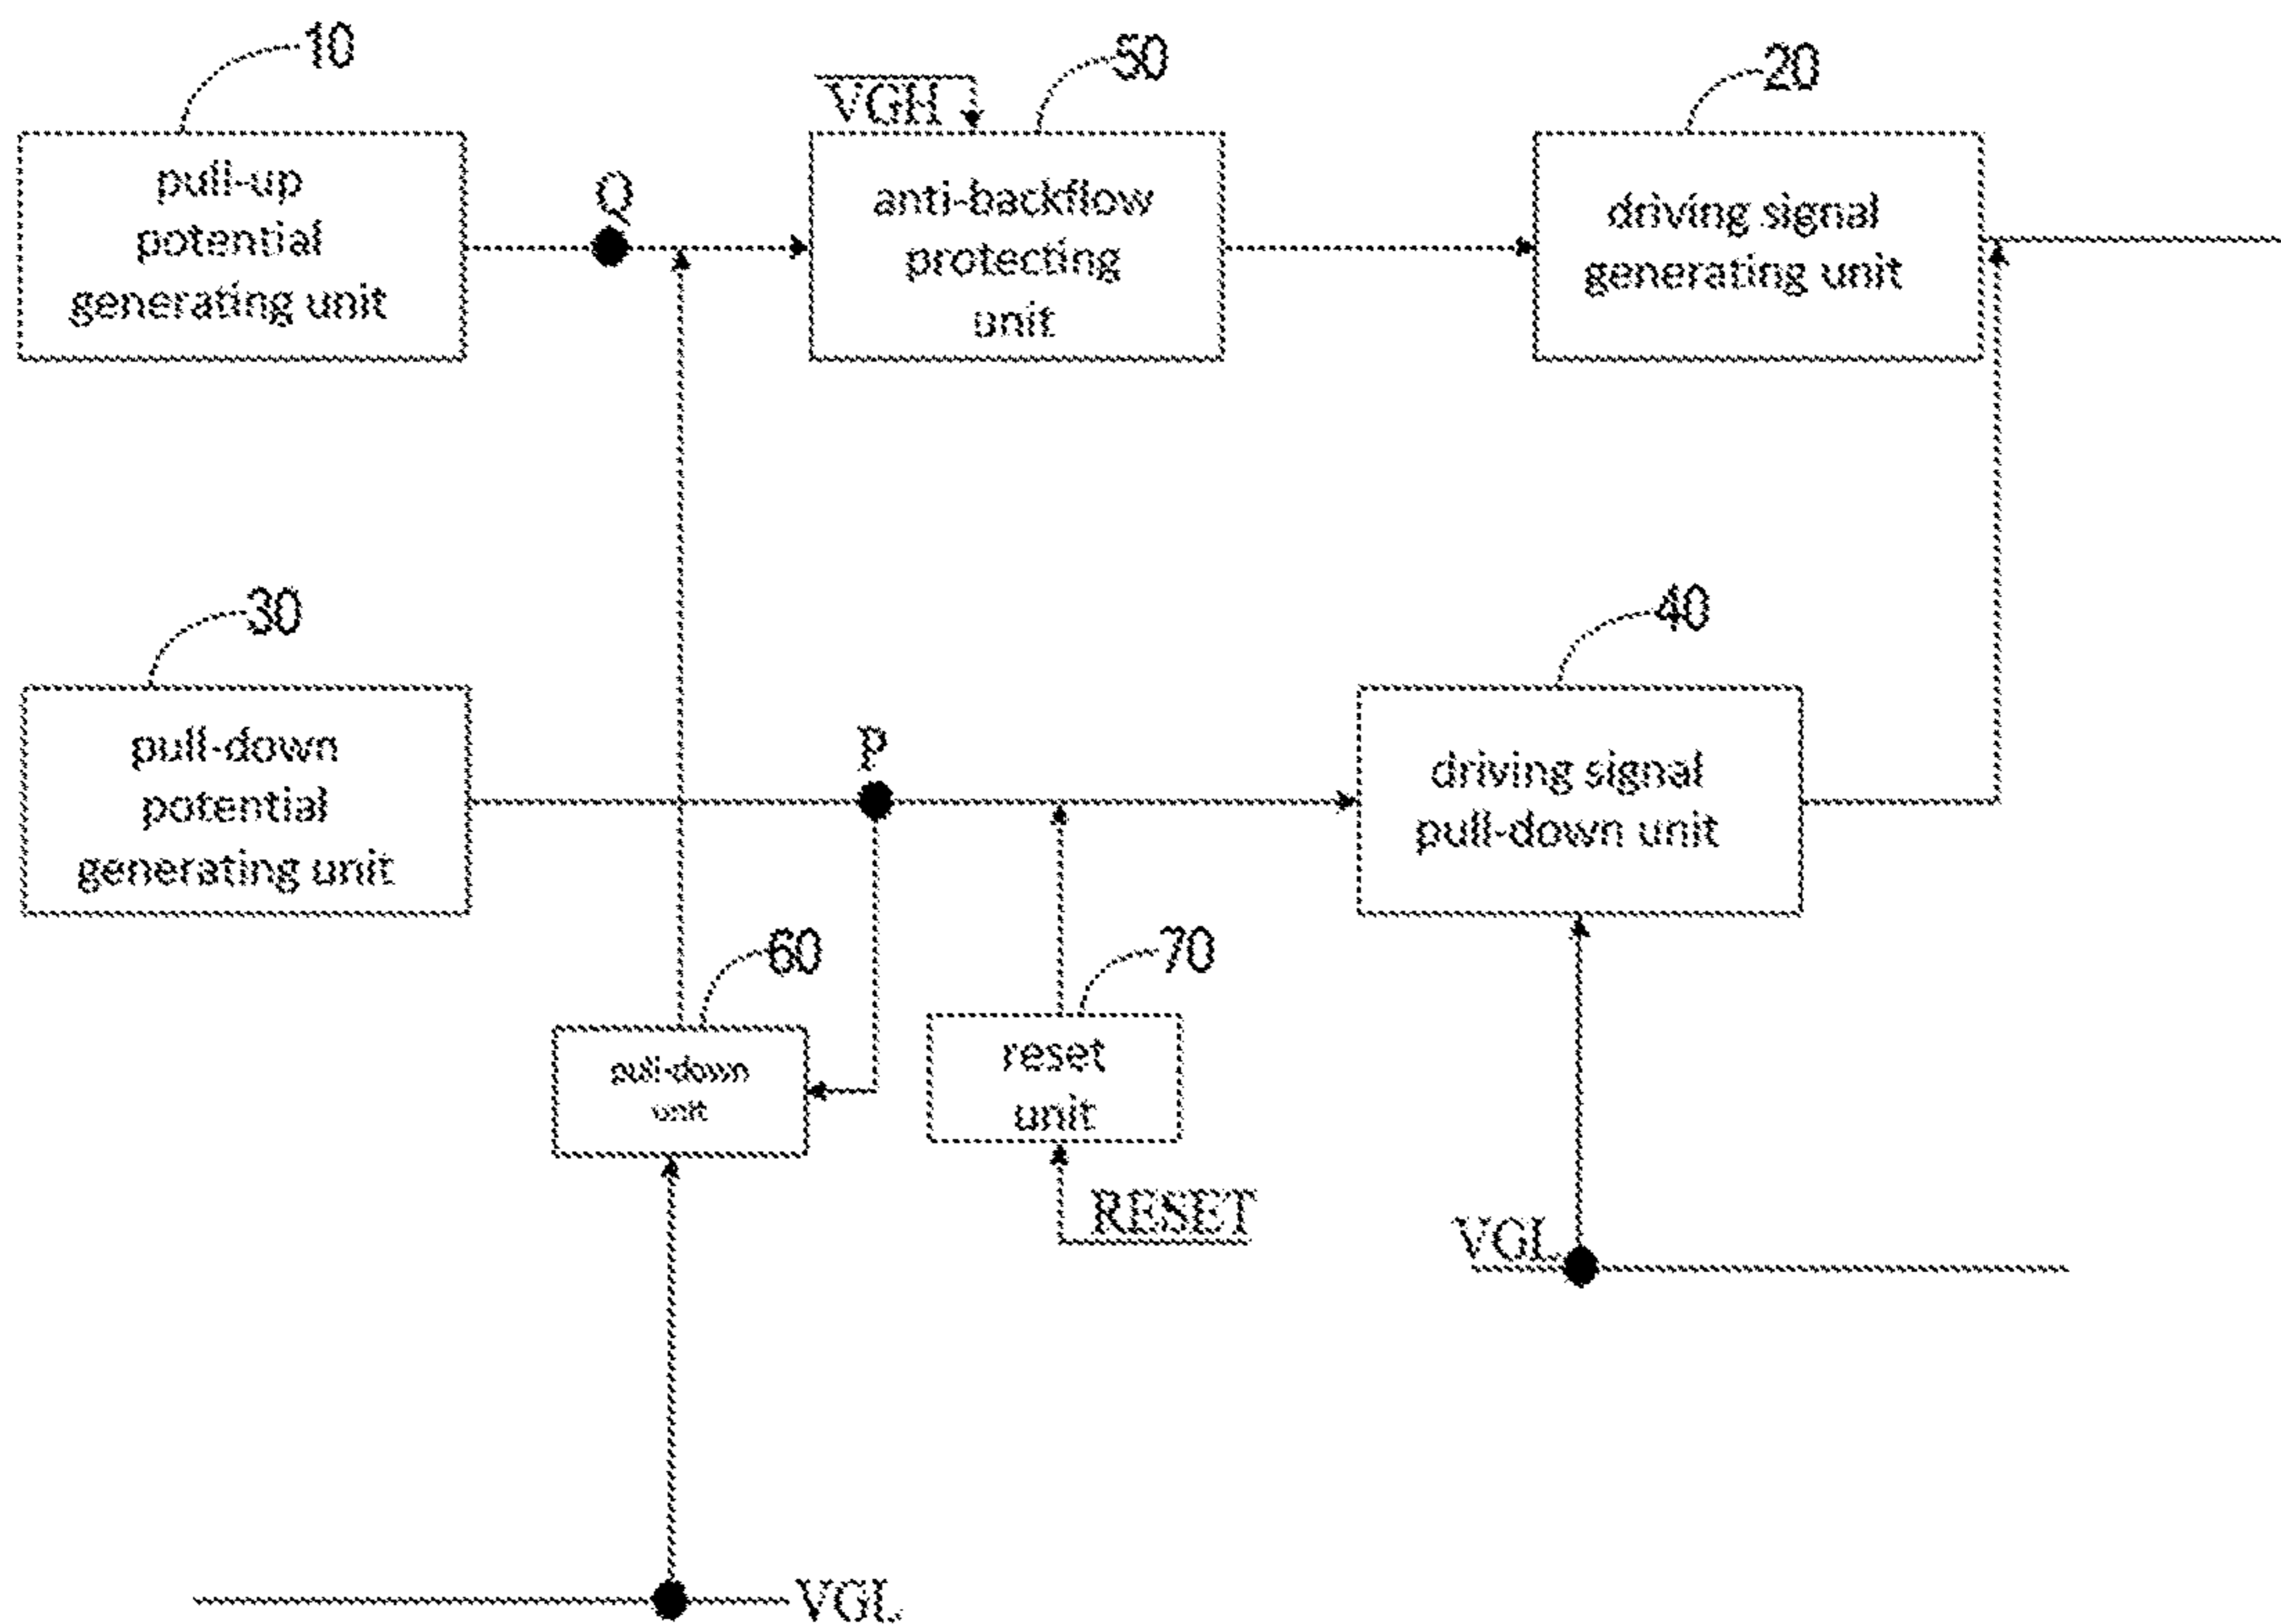 10
50
20
VGH
pull-up
potential
generating unit
Q
anti-backflow
protecting
unit
driving signal
generating unit
30
40
pull-down
potential
generating unit
P
driving signal
pull-down unit
60
70
pull-down
unit
reset
unit
RESET
VGL
VGL